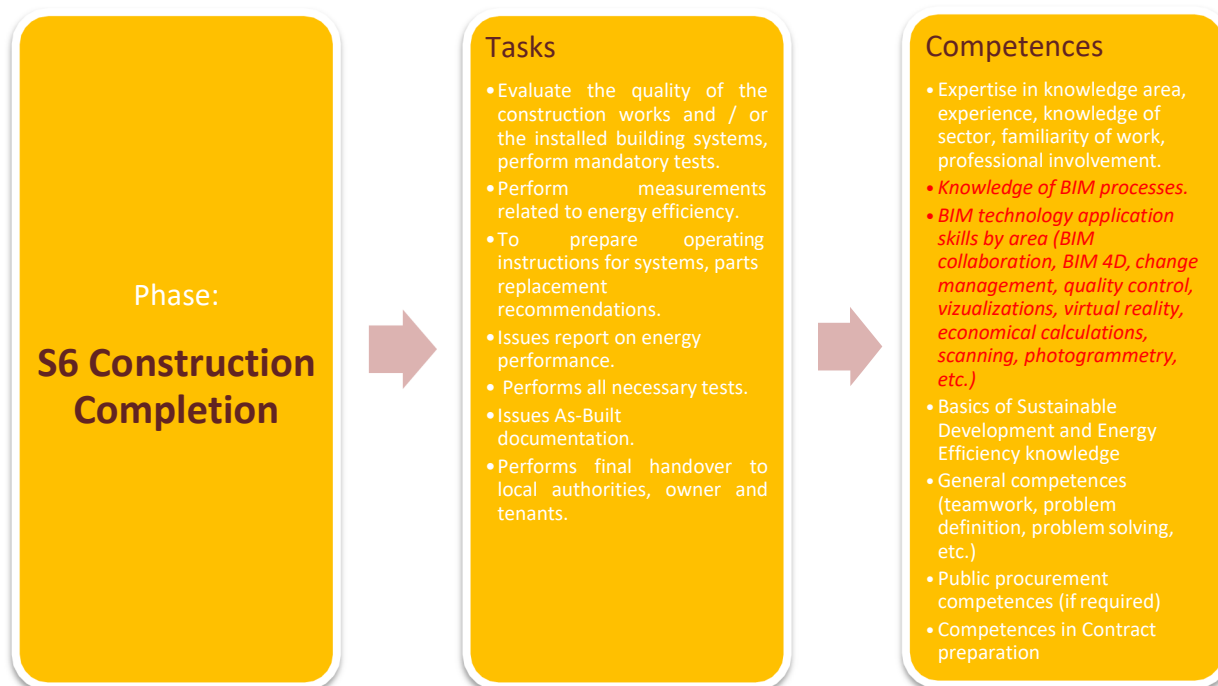 Phase:
S6 Construction
Completion
Tasks
•Evaluate the quality of the
construction works and / or
the installed building systems,
perform mandatory tests.
•Perform measurements
related to energy efficiency.
•To prepare operating
instructions for systems, parts
replacement
recommendations.
•Issues report on energy
performance.
• Performs all necessary tests.
•Issues As-Built
documentation.
•Performs final handover to
local authorities, owner and
tenants.
Competences
•Expertise in knowledge area,
experience, knowledge of
sector, familiarity of work,
professional involvement.
•Knowledge of BIM processes.
•BIM technology application
skills by area (BIM
collaboration, BIM 4D, change
management, quality control,
vizualizations, virtual reality,
economical calculations,
scanning, photogrammetry,
etc.)
•Basics of Sustainable
Development and Energy
Efficiency knowledge
•General competences
(teamwork, problem
definition, problem solving,
etc.)
•Public procurement
competences (if required)
•Competences in Contract
preparation